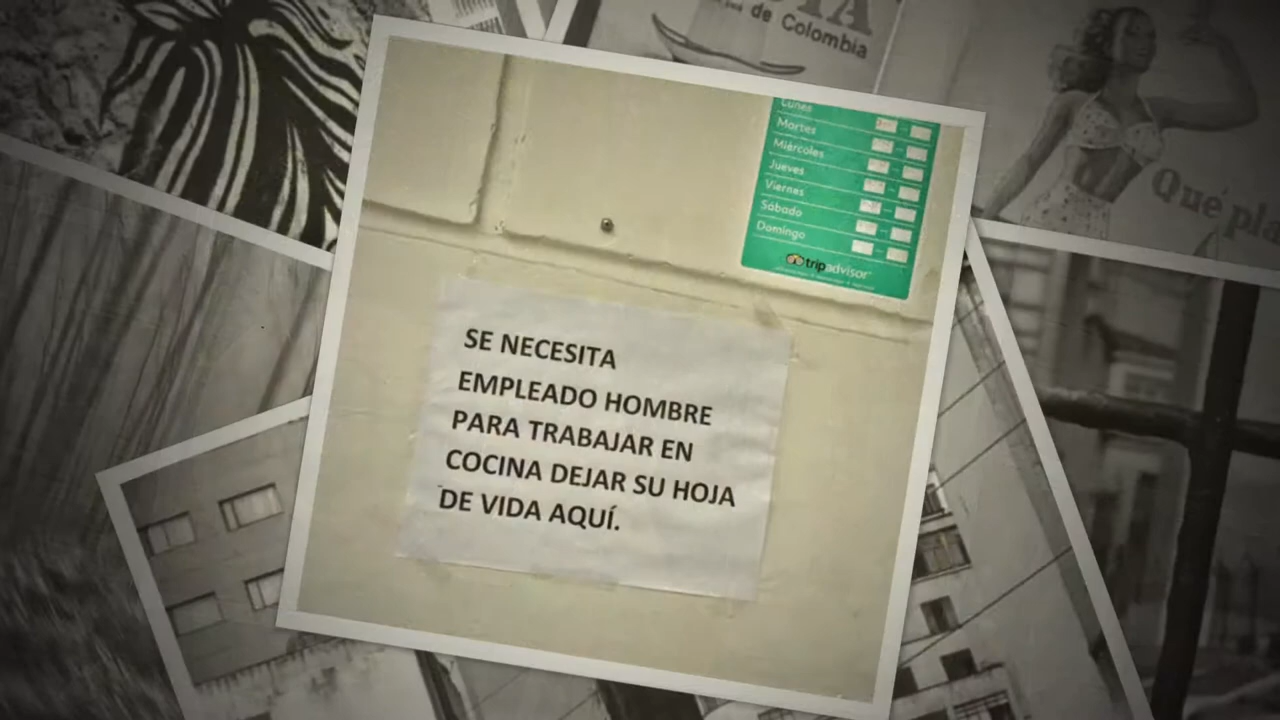 de Colombia
Que pla
Lunes
Martes
Miércoles
Jueves
Viernes
Sábado
Domingo
tripadvisor
SE NECESITA
EMPLEADO HOMBRE
PARA TRABAJAR EN
COCINA DEJAR SU HOJA
DE VIDA AQUÍ.